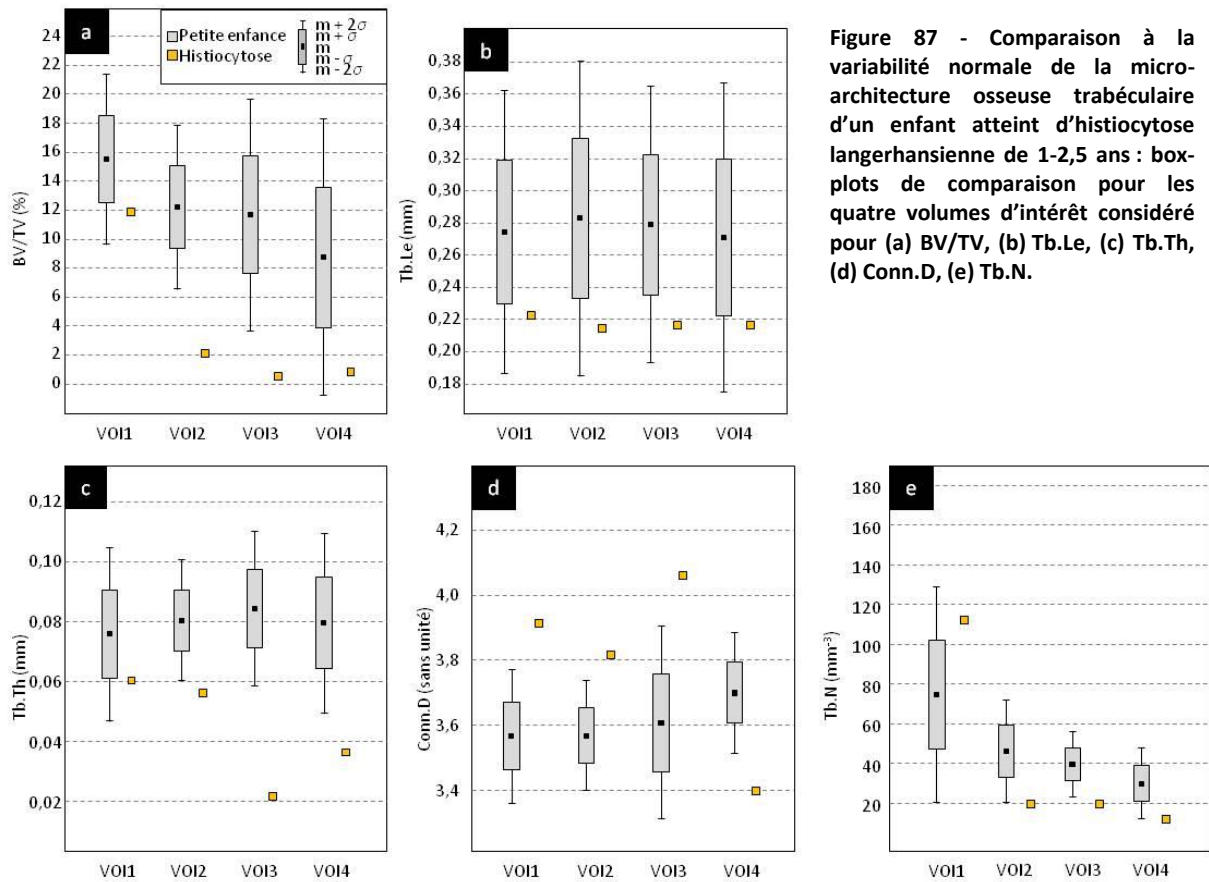 a
Petite enfance
Histiocytose
m + 2σ
m + σ
m
m - σ
m - 2σ
24
22
20
18
16
14
12
10
8
6
4
2
0
BV/TV (%)
VOI1 VOI2 VOI3 VOI4
b
0,38
0,36
0,34
0,32
0,30
0,28
0,26
0,24
0,22
0,20
0,18
Tb.Le (mm)
VOI1 VOI2 VOI3 VOI4
Figure 87 - Comparaison à la
variabilité normale de la micro-
architecture osseuse trabéculaire
d’un enfant atteint d’histiocytose
langerhansienne de 1-2,5 ans : box-
plots de comparaison pour les
quatre volumes d’intérêt considéré
pour (a) BV/TV, (b) Tb.Le, (c) Tb.Th,
(d) Conn.D, (e) Tb.N.
c
0,12
0,10
0,08
0,06
0,04
0,02
Tb.Th (mm)
VOI1 VOI2 VOI3 VOI4
d
4,2
4,0
3,8
3,6
3,4
Conn.D (sans unité)
VOI1 VOI2 VOI3 VOI4
e
180
160
140
120
100
80
60
40
20
Tb.N (mm⁻³)
VOI1 VOI2 VOI3 VOI4